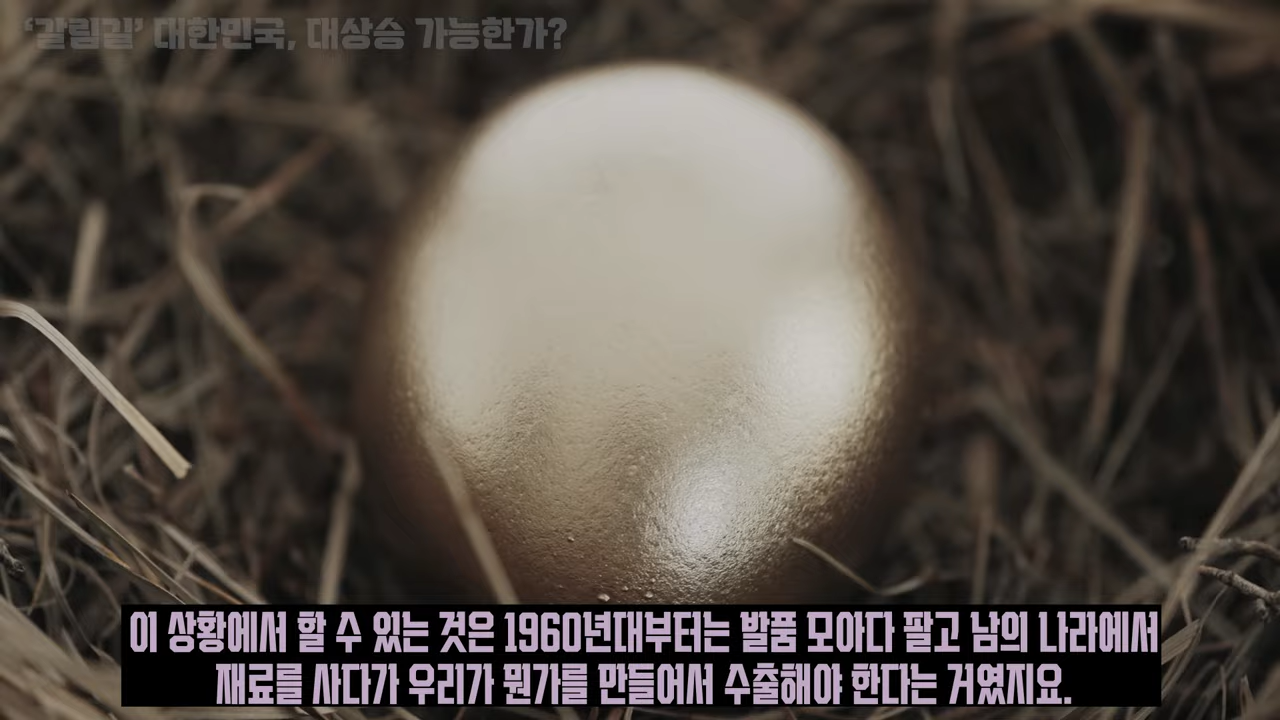 ‘갈림길’ 대한민국, 대상승 가능한가?
이 상황에서 할 수 있는 것은 1960년대부터는 발품 모아다 팔고 남의 나라에서
재료를 사다가 우리가 뭔가를 만들어서 수출해야 한다는 거였지요.